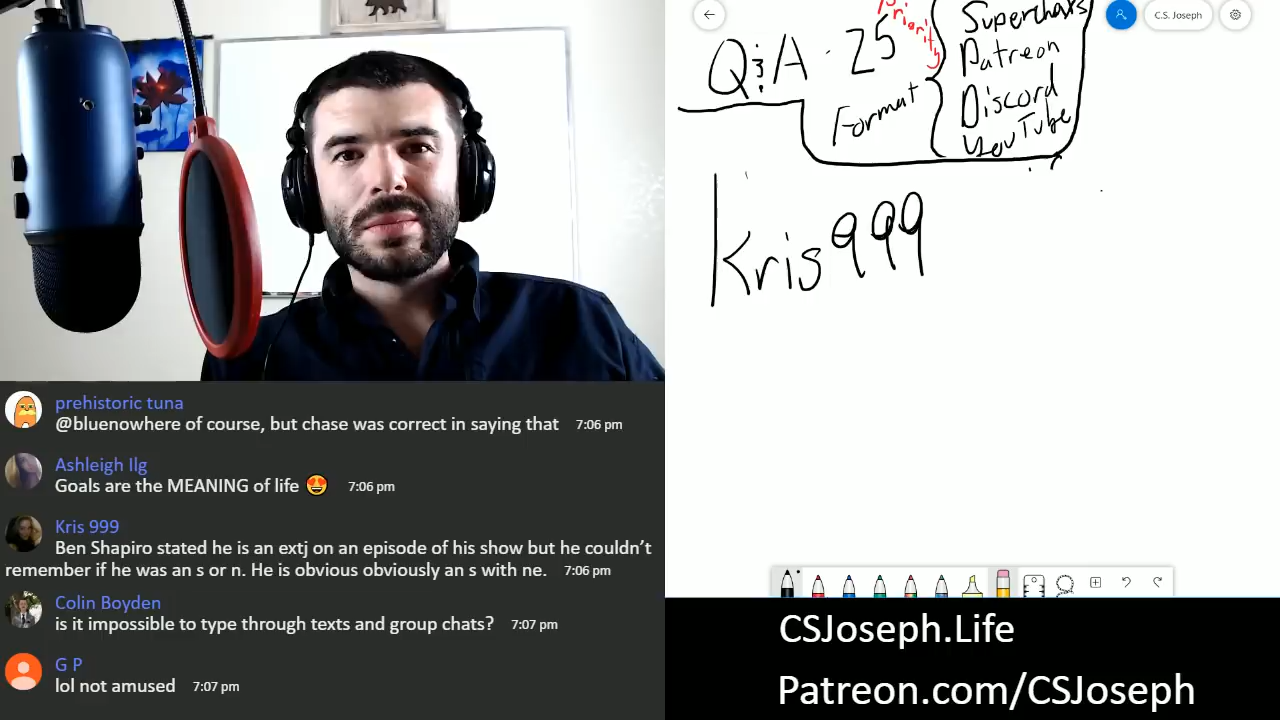 prehistoric tuna
@bluenowhere of course, but chase was correct in saying that 7:06 pm
Ashleigh Ilg
Goals are the MEANING of life 😍 7:06 pm
Kris 999
Ben Shapiro stated he is an extj on an episode of his show but he couldn't
remember if he was an s or n. He is obvious obviously an s with ne. 7:06 pm
Colin Boyden
is it impossible to type through texts and group chats? 7:07 pm
G P
lol not amused 7:07 pm
C.S. Joseph
Q&A · 25
Format
Priority
Superchats
Patreon
Discord
YouTube
Kris999
CSJoseph.Life
Patreon.com/CSJoseph